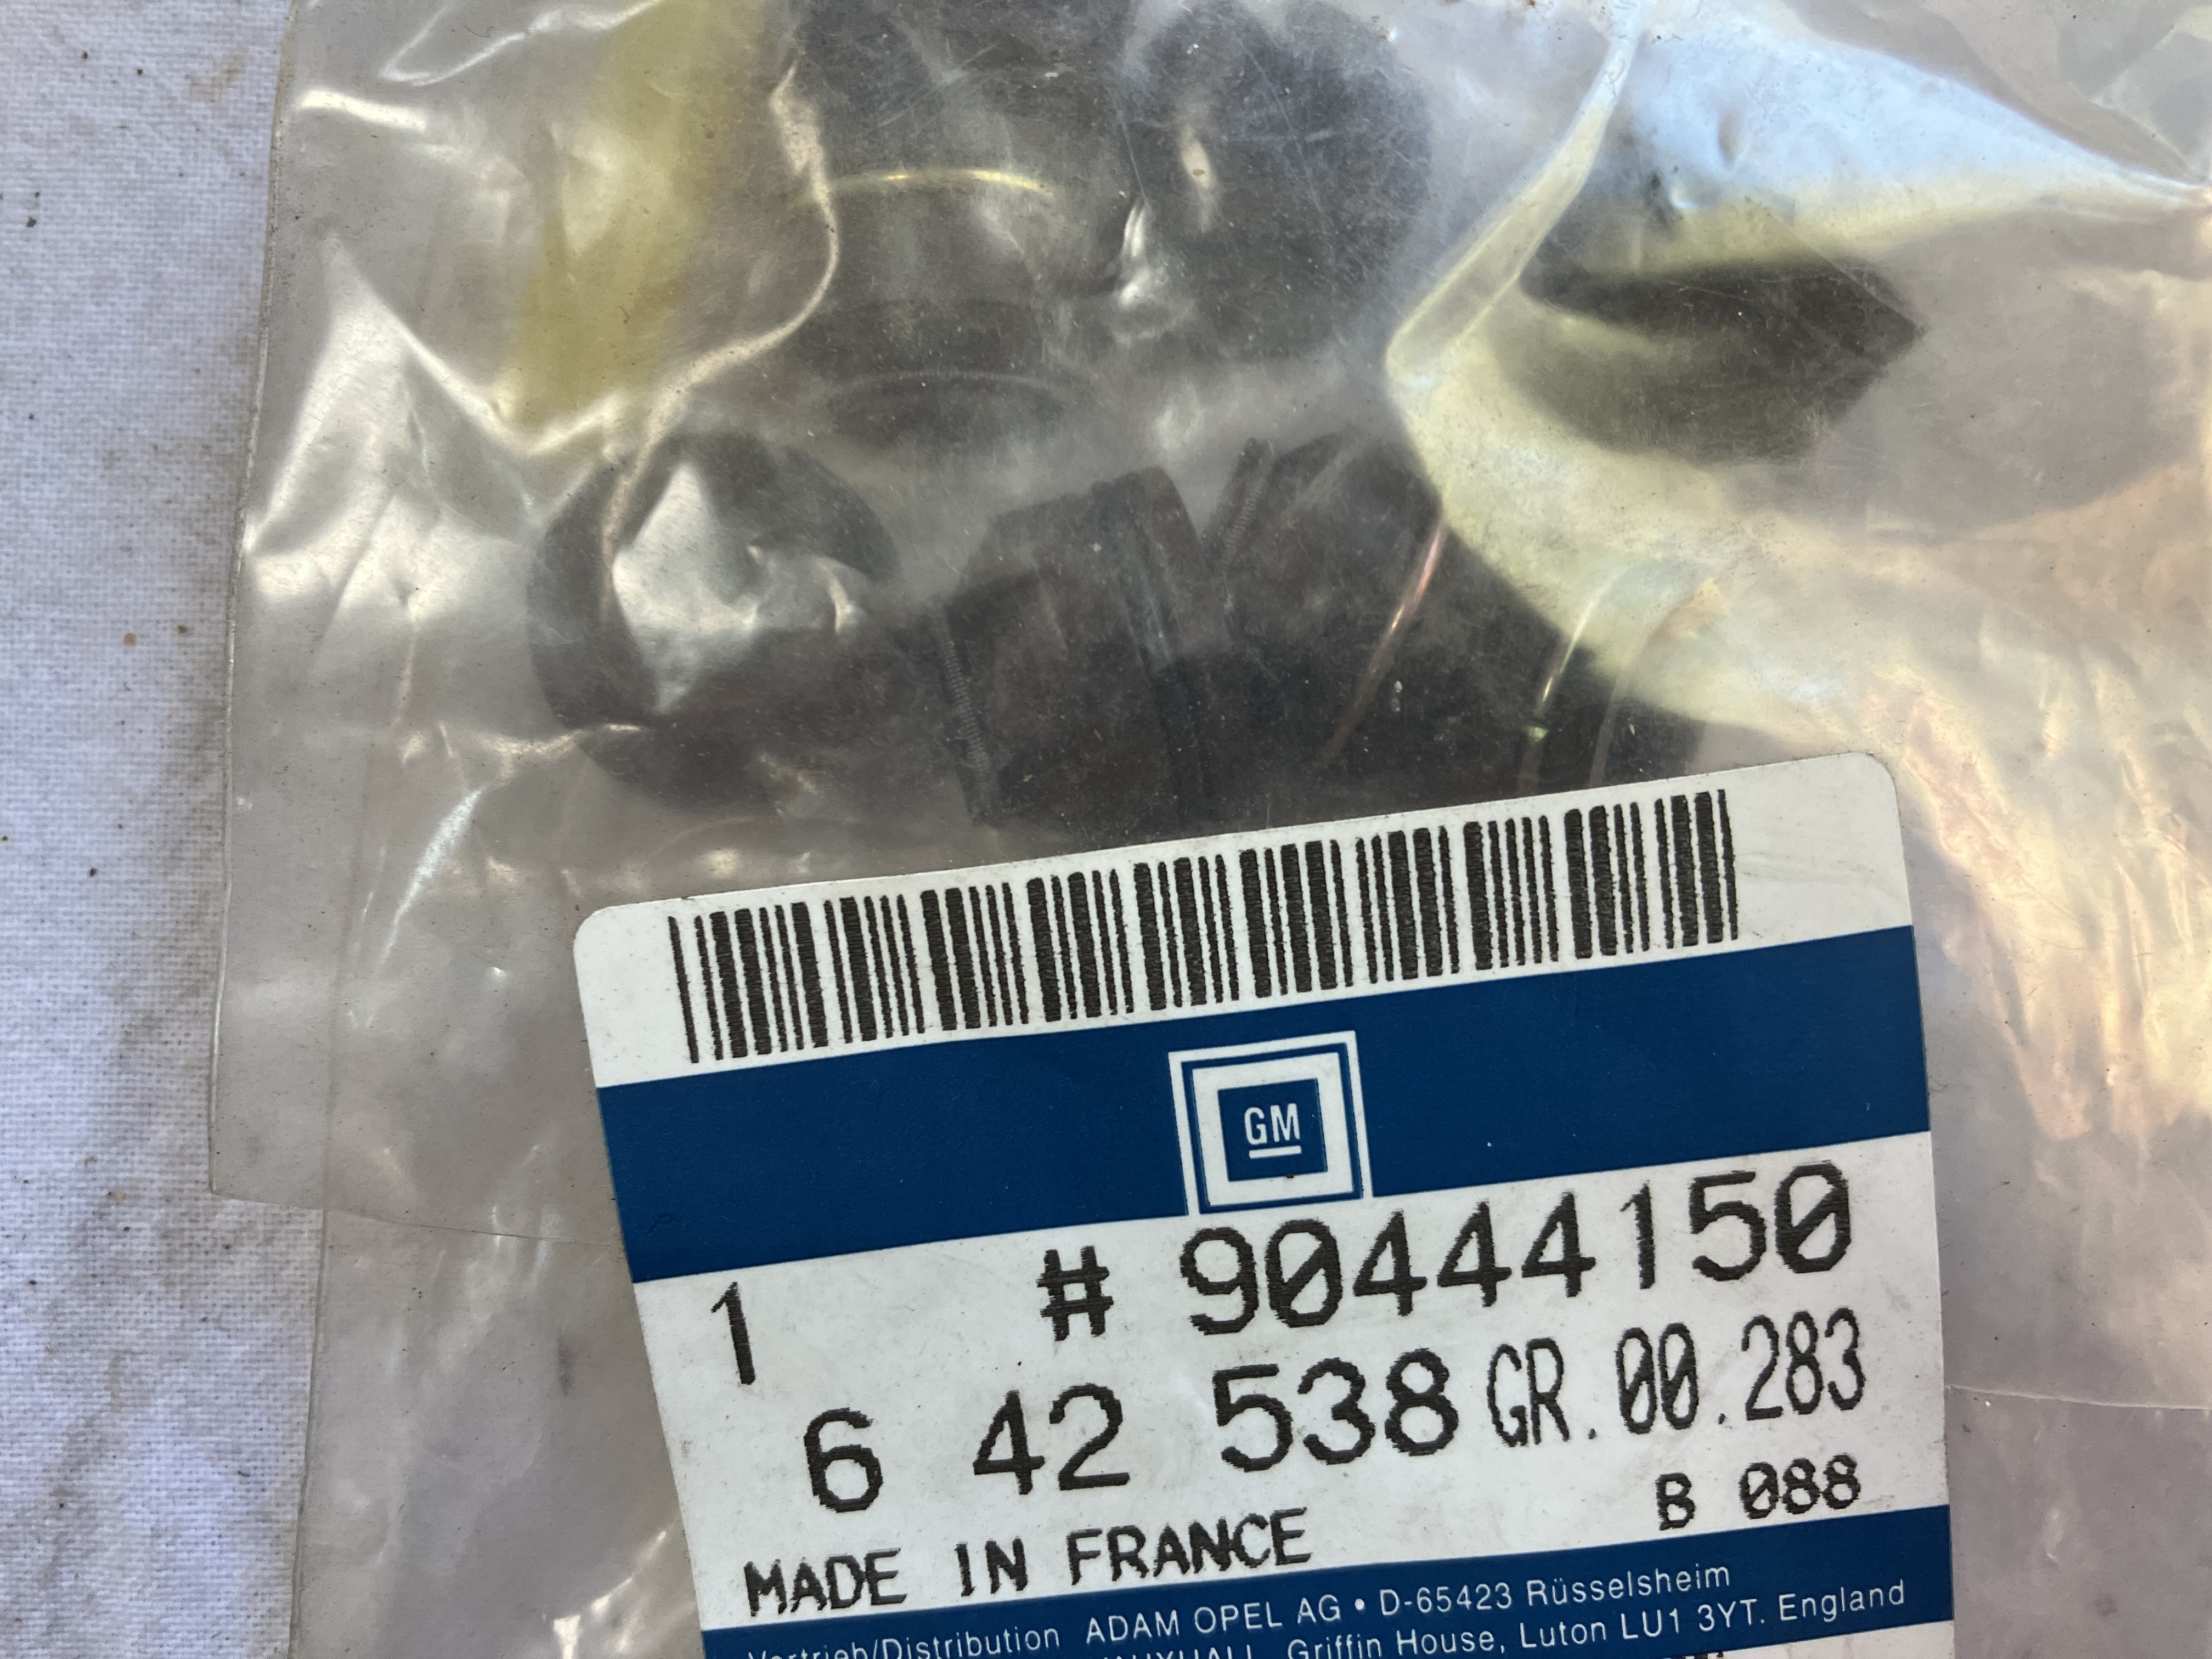 GM
1 # 90444150
6 42 538 GR. 00.283
B 088
MADE IN FRANCE
Vertrieb/Distribution ADAM OPEL AG • D-65423 Rüsselsheim
VAUXHALL Griffin House, Luton LU1 3YT. England